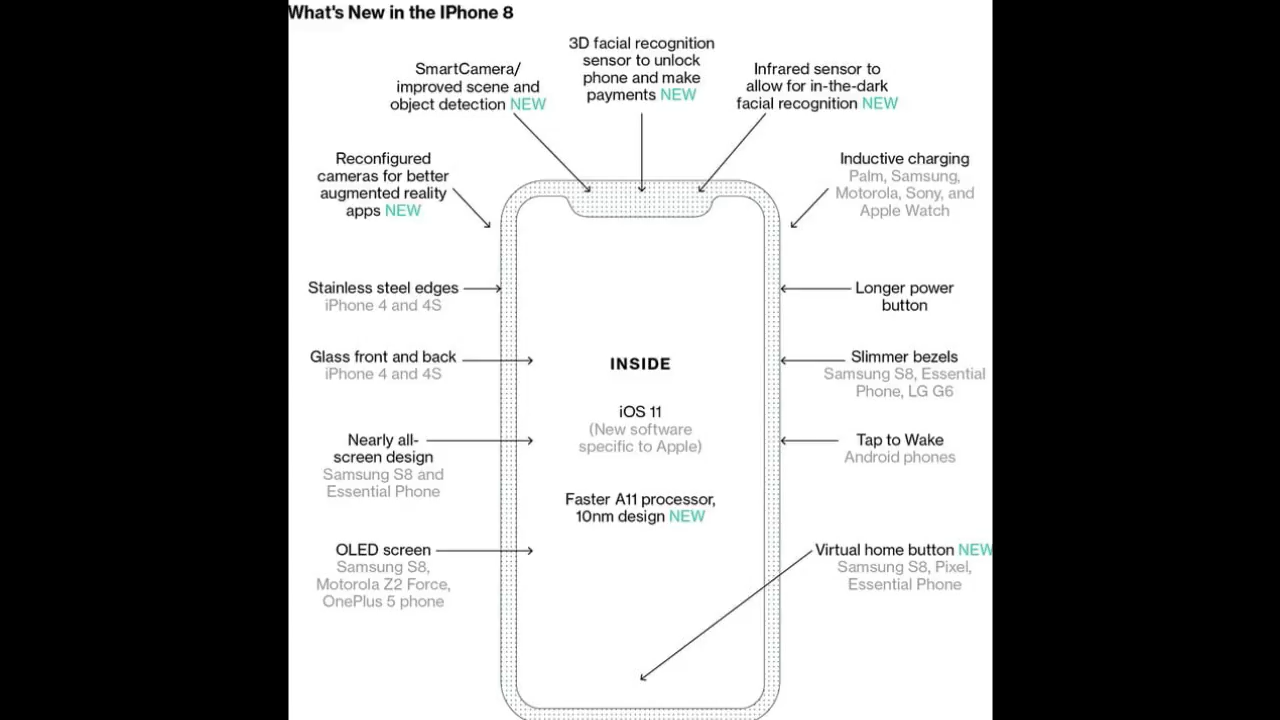 What's New in the IPhone 8
3D facial recognition
sensor to unlock
phone and make
payments NEW
SmartCamera/
improved scene and
object detection NEW
Infrared sensor to
allow for in-the-dark
facial recognition NEW
Reconfigured
cameras for better
augmented reality
apps NEW
Inductive charging
Palm, Samsung,
Motorola, Sony, and
Apple Watch
Stainless steel edges
iPhone 4 and 4S
Longer power
button
Glass front and back
iPhone 4 and 4S
INSIDE
Slimmer bezels
Samsung S8, Essential
Phone, LG G6
iOS 11
(New software
specific to Apple)
Nearly all-
screen design
Samsung S8 and
Essential Phone
Tap to Wake
Android phones
Faster A11 processor,
10nm design NEW
OLED screen
Samsung S8,
Motorola Z2 Force,
OnePlus 5 phone
Virtual home button NEW
Samsung S8, Pixel,
Essential Phone